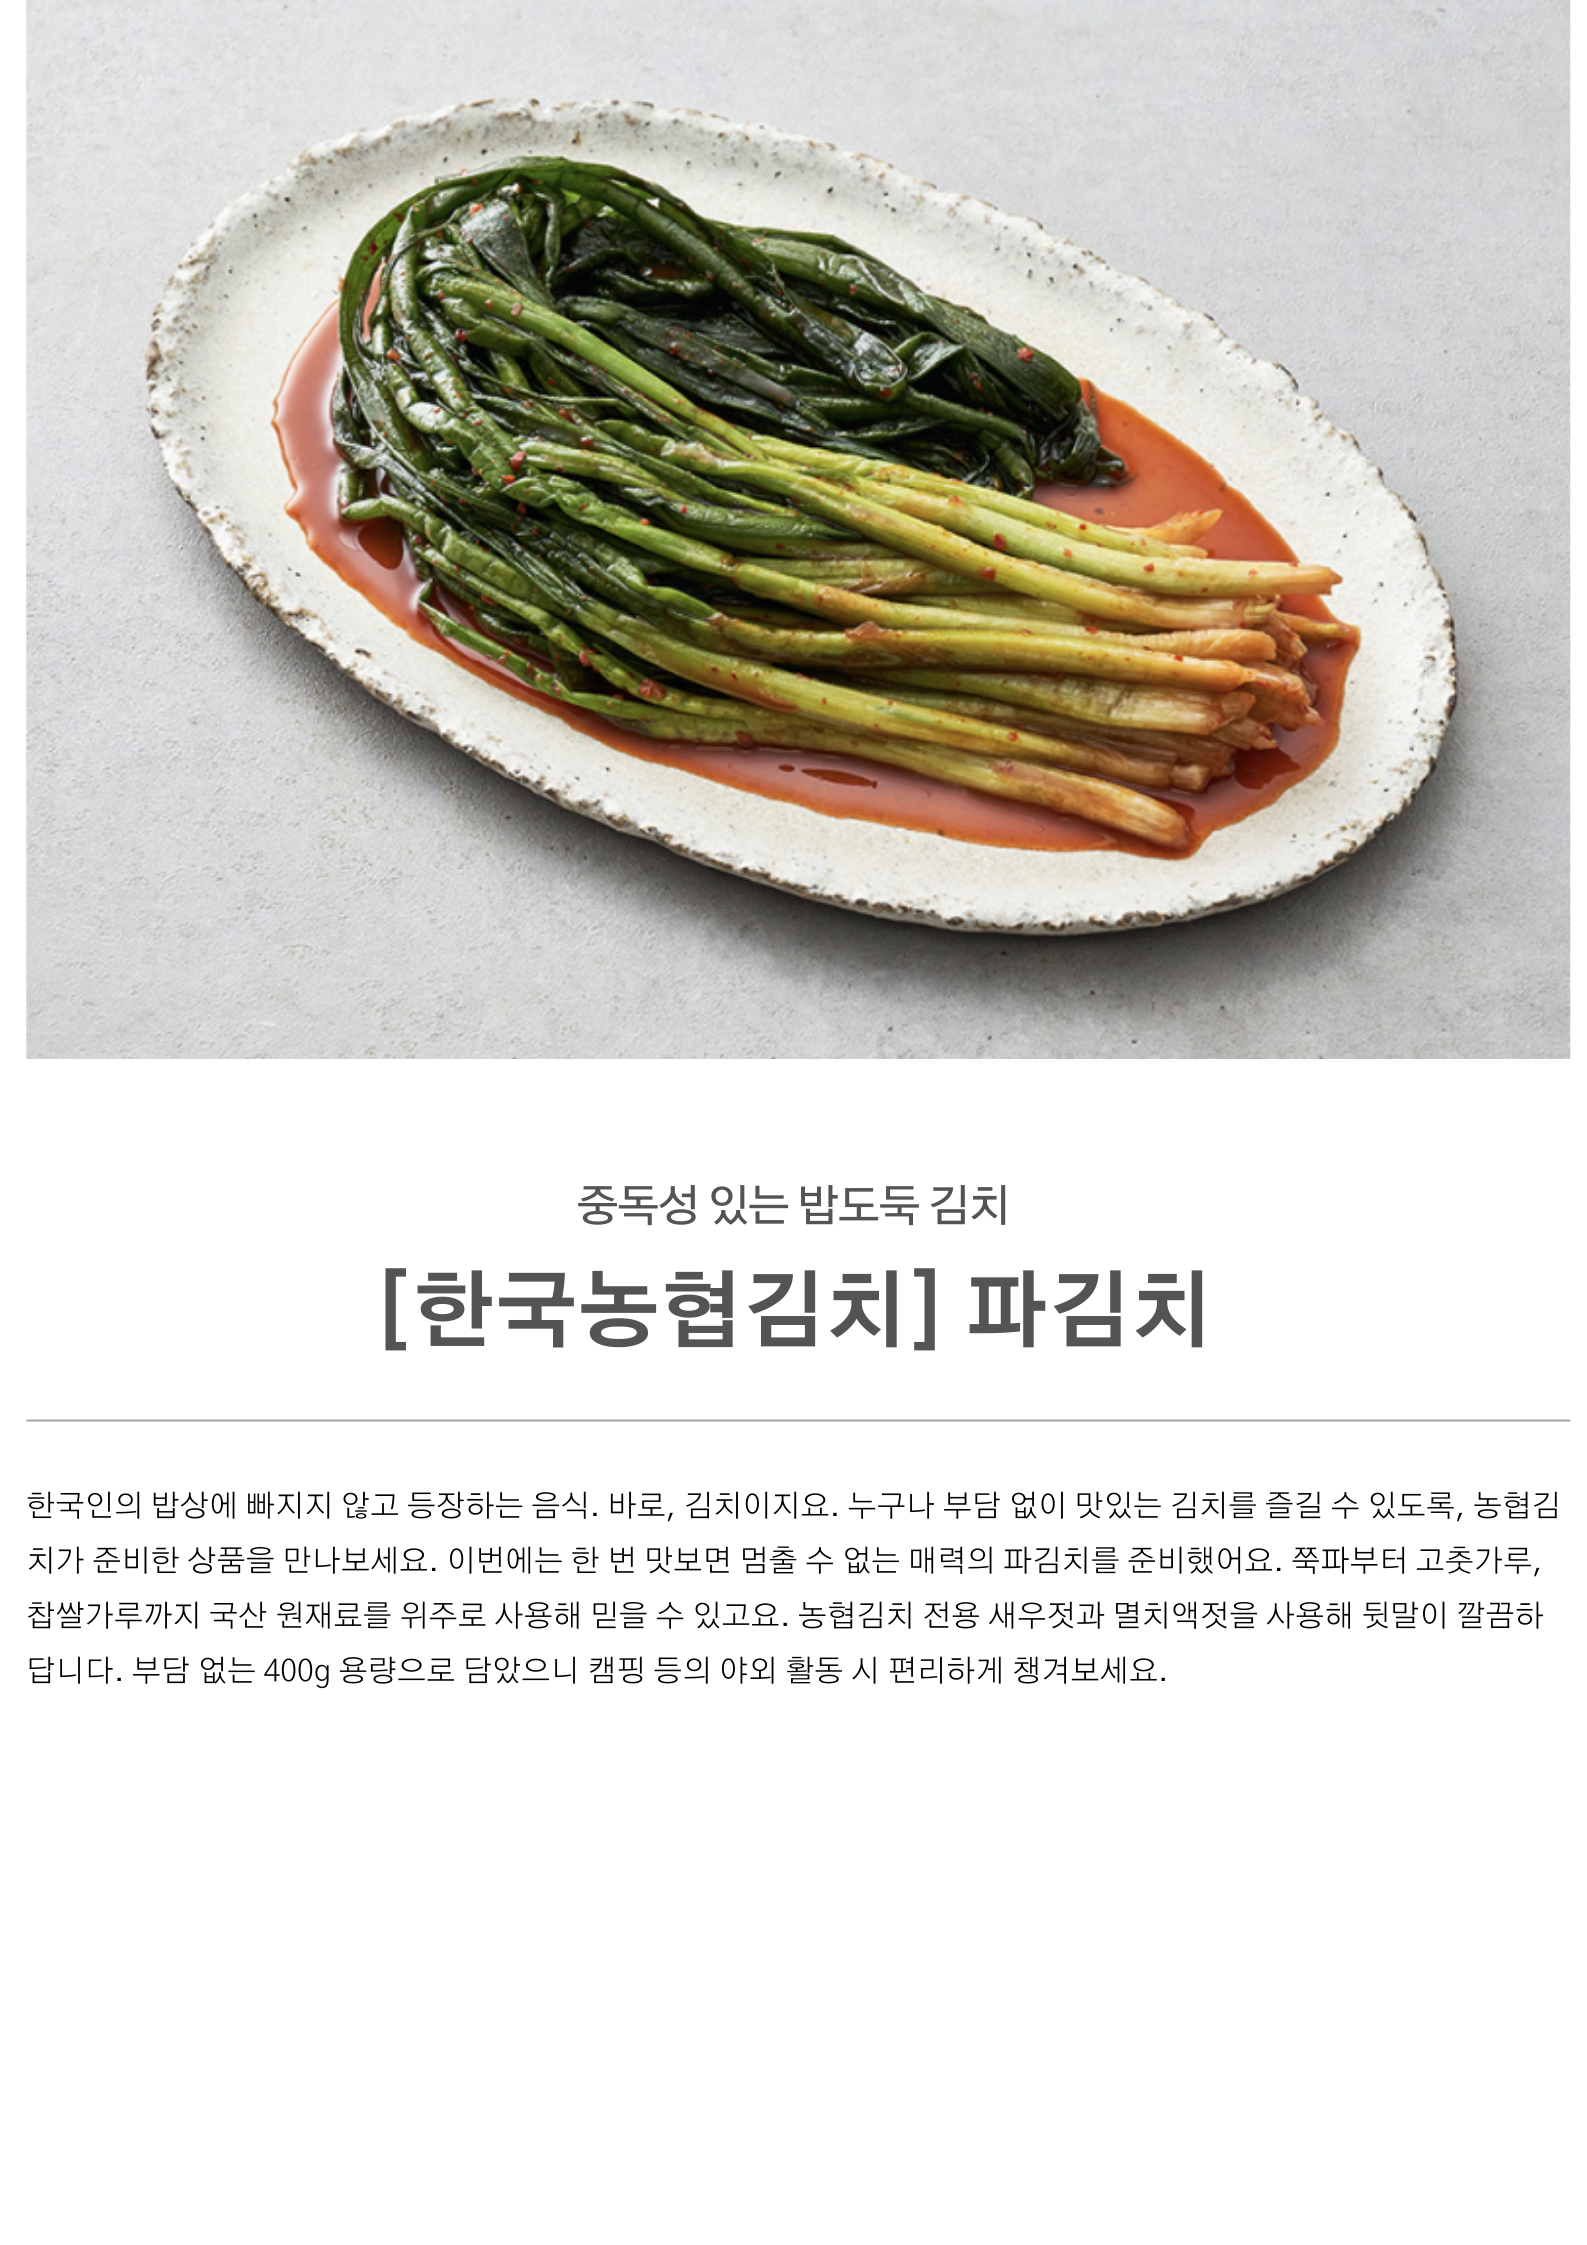 중독성 있는 밥도둑 김치
[한국농협김치] 파김치
한국인의 밥상에 빠지지 않고 등장하는 음식. 바로, 김치이지요. 누구나 부담 없이 맛있는 김치를 즐길 수 있도록, 농협김
치가 준비한 상품을 만나보세요. 이번에는 한 번 맛보면 멈출 수 없는 매력의 파김치를 준비했어요. 쪽파부터 고춧가루,
찹쌀가루까지 국산 원재료를 위주로 사용해 믿을 수 있고요. 농협김치 전용 새우젓과 멸치액젓을 사용해 뒷말이 깔끔하
답니다. 부담 없는 400g 용량으로 담았으니 캠핑 등의 야외 활동 시 편리하게 챙겨보세요.